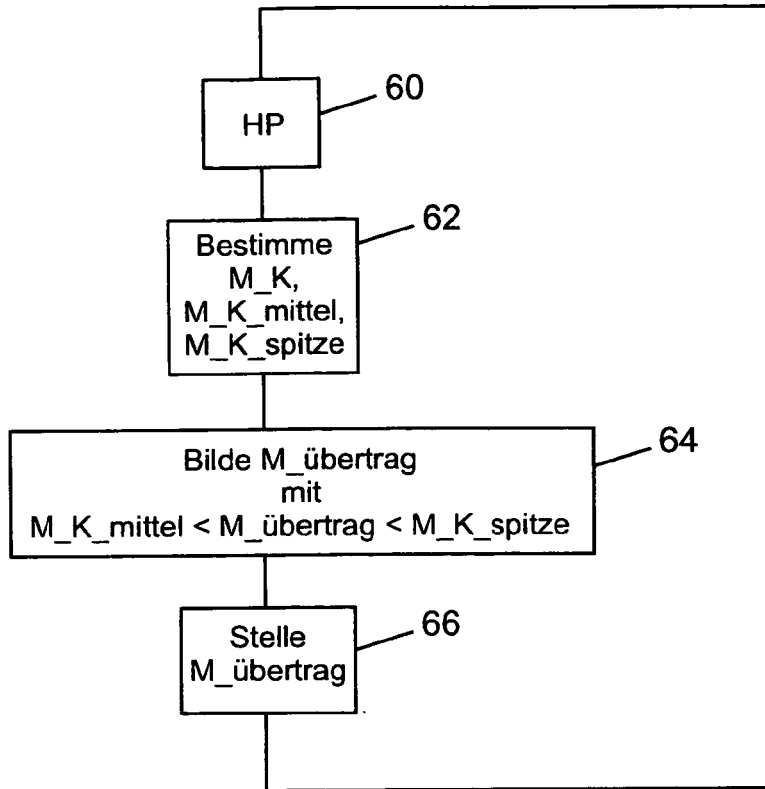 60
HP
62
Bestimme
M_K,
M_K_mittel,
M_K_spitze
64
Bilde M_übertrag
mit
M_K_mittel < M_übertrag < M_K_spitze
66
Stelle
M_übertrag